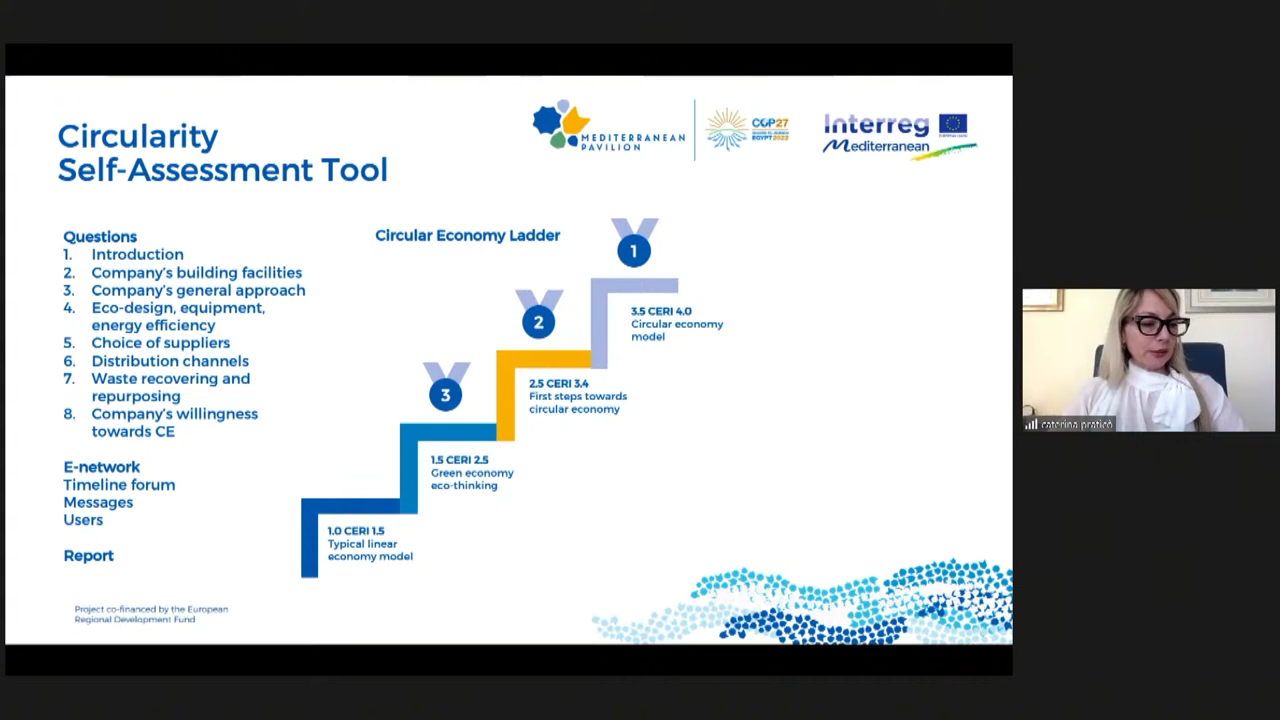 Circularity
Self-Assessment Tool
MEDITERRANEAN
PAVILION
COP27
EGYPT2022
Interreg
Mediterranean
Questions
1. Introduction
2. Company's building facilities
3. Company's general approach
4. Eco-design, equipment,
energy efficiency
5. Choice of suppliers
6. Distribution channels
7. Waste recovering and
repurposing
8. Company's willingness
towards CE
E-network
Timeline forum
Messages
Users
Report
Circular Economy Ladder
1
3.5 CERI 4.0
Circular economy
model
2
2.5 CERI 3.4
First steps towards
circular economy
3
1.5 CERI 2.5
Green economy
eco-thinking
1.0 CERI 1.5
Typical linear
economy model
Project co-financed by the European
Regional Development Fund
caterina praticò